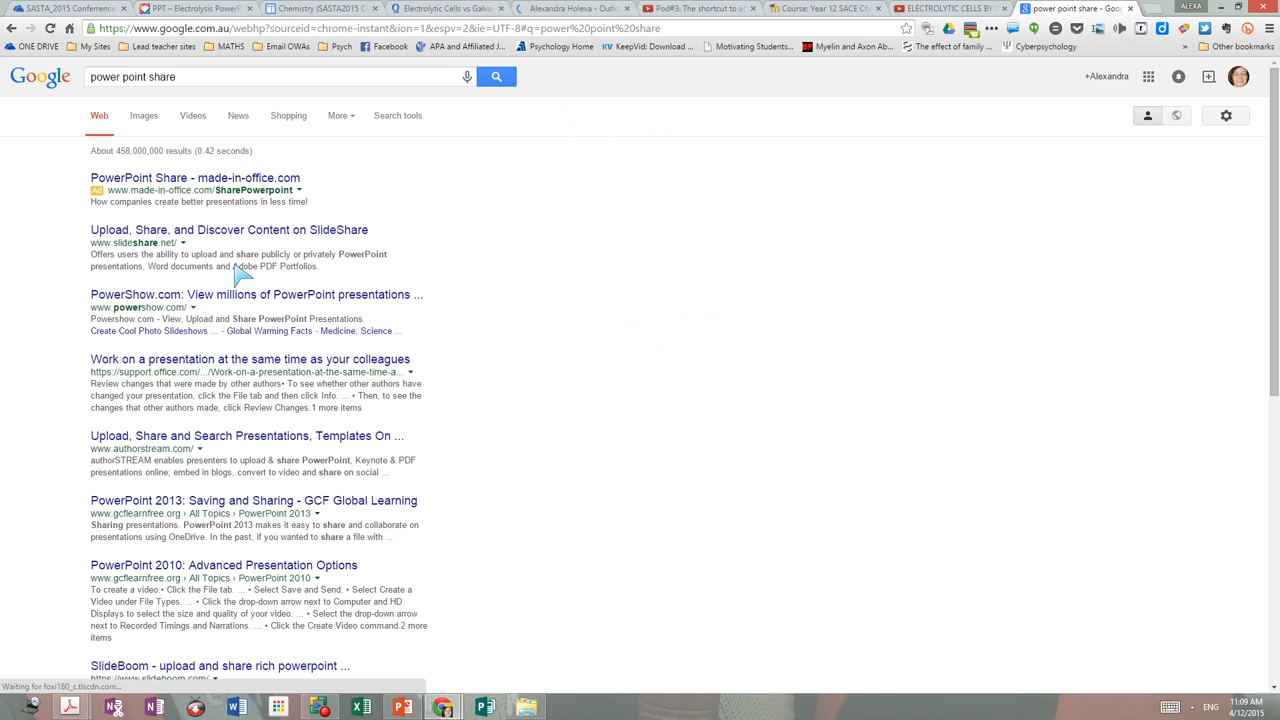 SASTA_2015 Conference
PPT – Electrolysis PowerP
Chemistry (SASTA2015 Con
Electrolytic Cells vs Galva
Alexandra Holeva - Outlo
Pod#3: The shortcut to as
Course: Year 12 SACE Ch
ELECTROLYTIC CELLS BY
power point share - Goo
ALEXA
https://www.google.com.au/webhp?sourceid=chrome-instant&ion=1&espv=2&ie=UTF-8#q=power%20point%20share
ONE DRIVE
My Sites
Lead teacher sites
MATHS
Email OWAs
Psych
Facebook
APA and Affiliated J...
Psychology Home
KeepVid: Download ...
Motivating Students...
Myelin and Axon Ab...
The effect of family ...
Cyberpsychology
»
Other bookmarks
Google
power point share
+Alexandra
Web
Images
Videos
News
Shopping
More
Search tools
About 458,000,000 results (0.42 seconds)
PowerPoint Share - made-in-office.com
Ad www.made-in-office.com/SharePowerpoint
How companies create better presentations in less time!
Upload, Share, and Discover Content on SlideShare
www.slideshare.net/
Offers users the ability to upload and share publicly or privately PowerPoint
presentations, Word documents and Adobe PDF Portfolios.
PowerShow.com: View millions of PowerPoint presentations ...
www.powershow.com/
Powershow.com - View, Upload and Share PowerPoint Presentations.
Create Cool Photo Slideshows ... - Global Warming Facts - Medicine, Science ...
Work on a presentation at the same time as your colleagues
https://support.office.com/.../Work-on-a-presentation-at-the-same-time-a...
Review changes that were made by other authors• To see whether other authors have
changed your presentation, click the File tab and then click Info. ... • Then, to see the
changes that other authors made, click Review Changes.1 more items
Upload, Share and Search Presentations, Templates On ...
www.authorstream.com/
authorSTREAM enables presenters to upload & share PowerPoint, Keynote & PDF
presentations online; embed in blogs, convert to video and share on social ...
PowerPoint 2013: Saving and Sharing - GCF Global Learning
www.gcflearnfree.org › All Topics › PowerPoint 2013
Sharing presentations. PowerPoint 2013 makes it easy to share and collaborate on
presentations using OneDrive. In the past, if you wanted to share a file with ...
PowerPoint 2010: Advanced Presentation Options
www.gcflearnfree.org › All Topics › PowerPoint 2010
To create a video:• Click the File tab. ... • Select Save and Send. • Select Create a
Video under File Types. ... • Click the drop-down arrow next to Computer and HD
Displays to select the size and quality of your video. ... • Select the drop-down arrow
next to Recorded Timings and Narrations. ... • Click the Create Video command.2 more
items
SlideBoom - upload and share rich powerpoint ...
https://www.slideboom.com/
Waiting for foxi180_c.tlscdn.com...
ENG
11:09 AM
4/12/2015